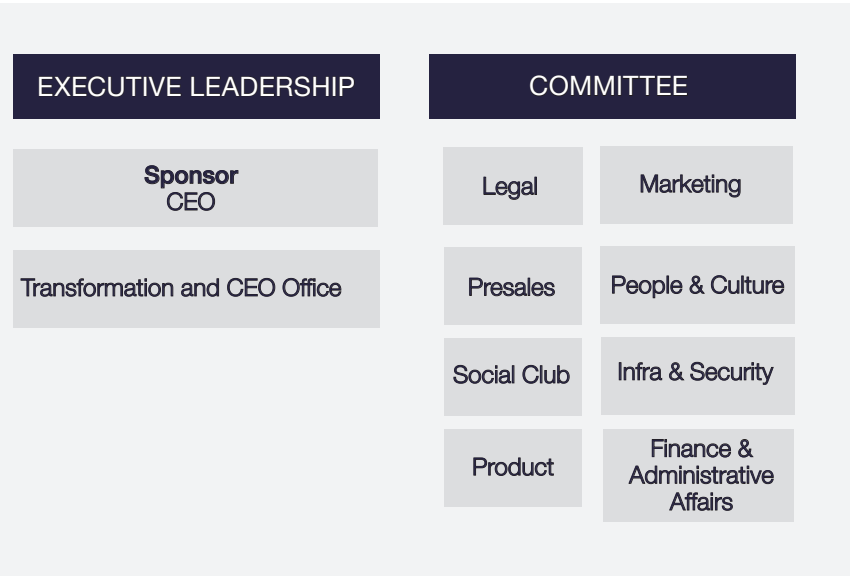 EXECUTIVE LEADERSHIP
Sponsor
CEO
Transformation and CEO Office
COMMITTEE
Legal
Marketing
Presales
People & Culture
Social Club
Infra & Security
Product
Finance &
Administrative
Affairs